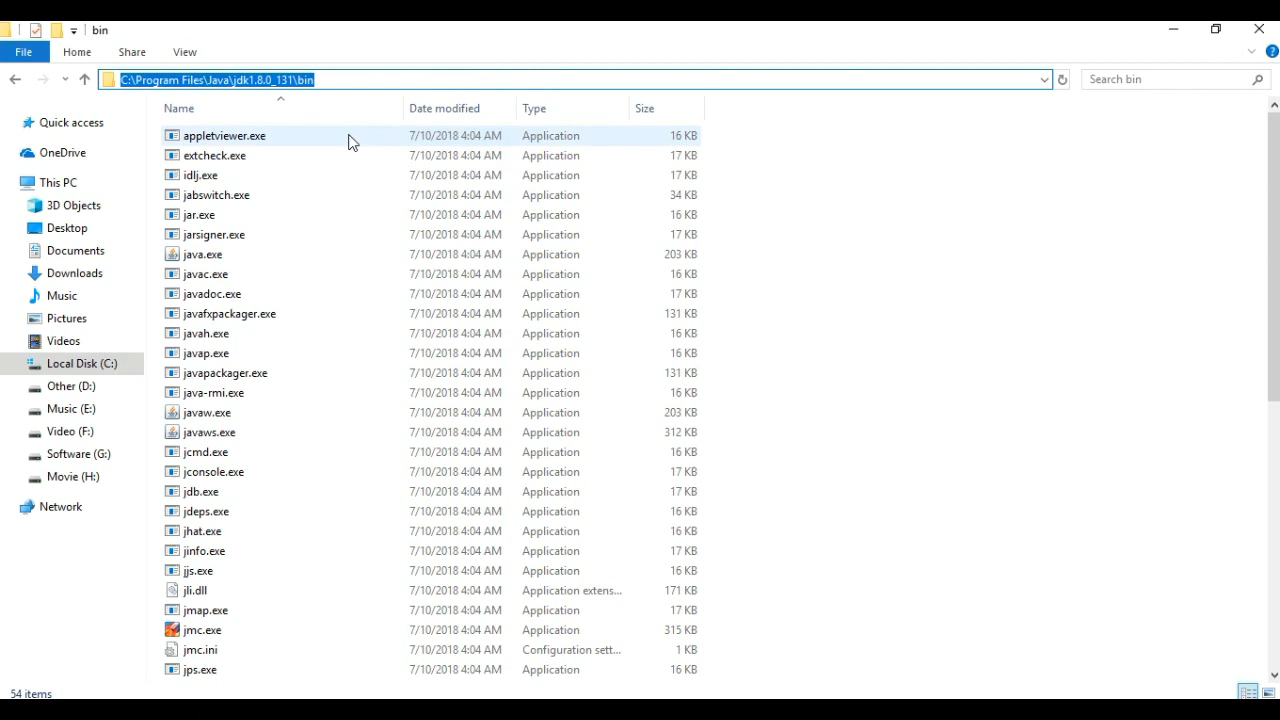 bin
File Home Share View
C:\Program Files\Java\jdk1.8.0_131\bin Search bin
Name Date modified Type Size
Quick access
OneDrive
This PC
3D Objects
Desktop
Documents
Downloads
Music
Pictures
Videos
Local Disk (C:)
Other (D:)
Music (E:)
Video (F:)
Software (G:)
Movie (H:)
Network
appletviewer.exe 7/10/2018 4:04 AM Application 16 KB
extcheck.exe 7/10/2018 4:04 AM Application 17 KB
idlj.exe 7/10/2018 4:04 AM Application 17 KB
jabswitch.exe 7/10/2018 4:04 AM Application 34 KB
jar.exe 7/10/2018 4:04 AM Application 16 KB
jarsigner.exe 7/10/2018 4:04 AM Application 17 KB
java.exe 7/10/2018 4:04 AM Application 203 KB
javac.exe 7/10/2018 4:04 AM Application 16 KB
javadoc.exe 7/10/2018 4:04 AM Application 17 KB
javafxpackager.exe 7/10/2018 4:04 AM Application 131 KB
javah.exe 7/10/2018 4:04 AM Application 16 KB
javap.exe 7/10/2018 4:04 AM Application 16 KB
javapackager.exe 7/10/2018 4:04 AM Application 131 KB
java-rmi.exe 7/10/2018 4:04 AM Application 16 KB
javaw.exe 7/10/2018 4:04 AM Application 203 KB
javaws.exe 7/10/2018 4:04 AM Application 312 KB
jcmd.exe 7/10/2018 4:04 AM Application 16 KB
jconsole.exe 7/10/2018 4:04 AM Application 17 KB
jdb.exe 7/10/2018 4:04 AM Application 17 KB
jdeps.exe 7/10/2018 4:04 AM Application 16 KB
jhat.exe 7/10/2018 4:04 AM Application 16 KB
jinfo.exe 7/10/2018 4:04 AM Application 17 KB
jjs.exe 7/10/2018 4:04 AM Application 16 KB
jli.dll 7/10/2018 4:04 AM Application extens... 171 KB
jmap.exe 7/10/2018 4:04 AM Application 17 KB
jmc.exe 7/10/2018 4:04 AM Application 315 KB
jmc.ini 7/10/2018 4:04 AM Configuration sett... 1 KB
jps.exe 7/10/2018 4:04 AM Application 16 KB
54 items